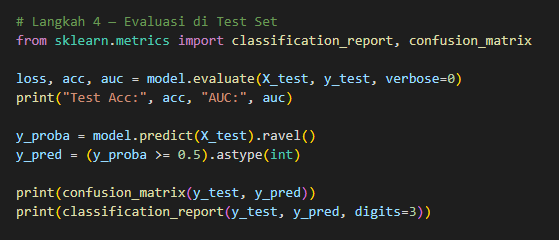 # Langkah 4 — Evaluasi di Test Set
from sklearn.metrics import classification_report, confusion_matrix
loss, acc, auc = model.evaluate(X_test, y_test, verbose=0)
print("Test Acc:", acc, "AUC:", auc)
y_proba = model.predict(X_test).ravel()
y_pred = (y_proba >= 0.5).astype(int)
print(confusion_matrix(y_test, y_pred))
print(classification_report(y_test, y_pred, digits=3))